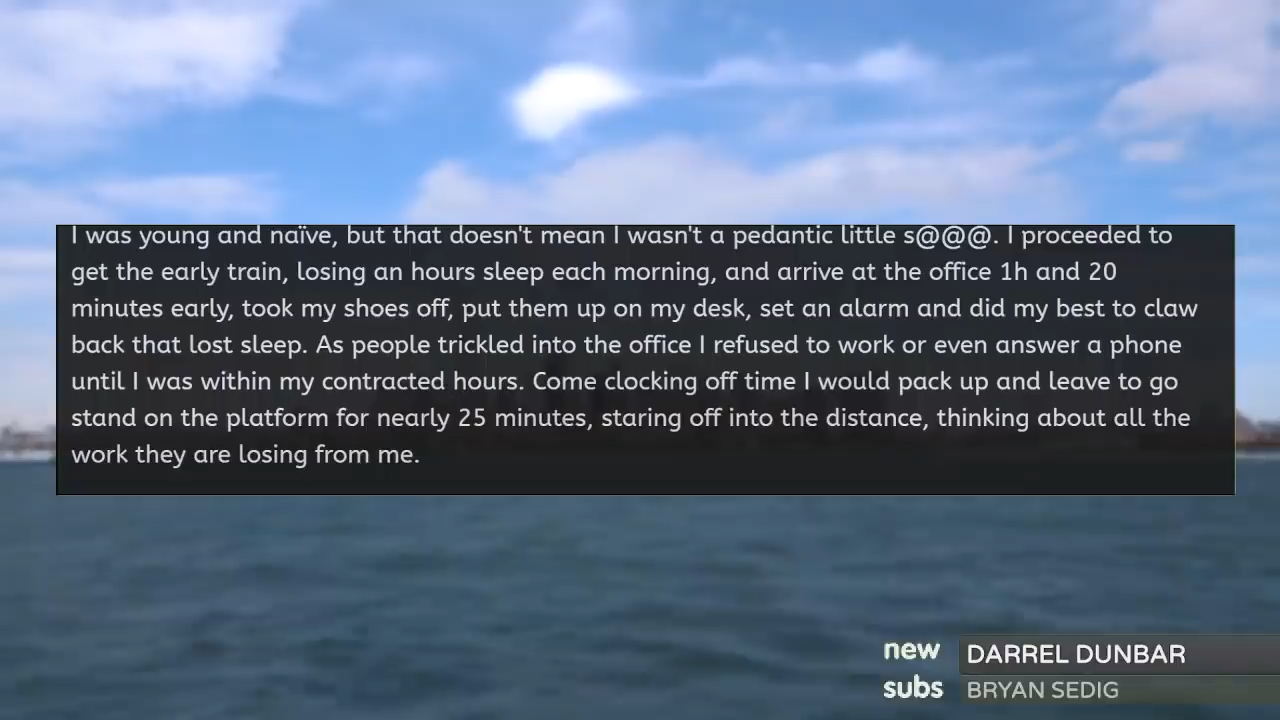 I was young and naïve, but that doesn't mean I wasn't a pedantic little s@@@. I proceeded to
get the early train, losing an hours sleep each morning, and arrive at the office 1h and 20
minutes early, took my shoes off, put them up on my desk, set an alarm and did my best to claw
back that lost sleep. As people trickled into the office I refused to work or even answer a phone
until I was within my contracted hours. Come clocking off time I would pack up and leave to go
stand on the platform for nearly 25 minutes, staring off into the distance, thinking about all the
work they are losing from me.
new DARREL DUNBAR
subs BRYAN SEDIG